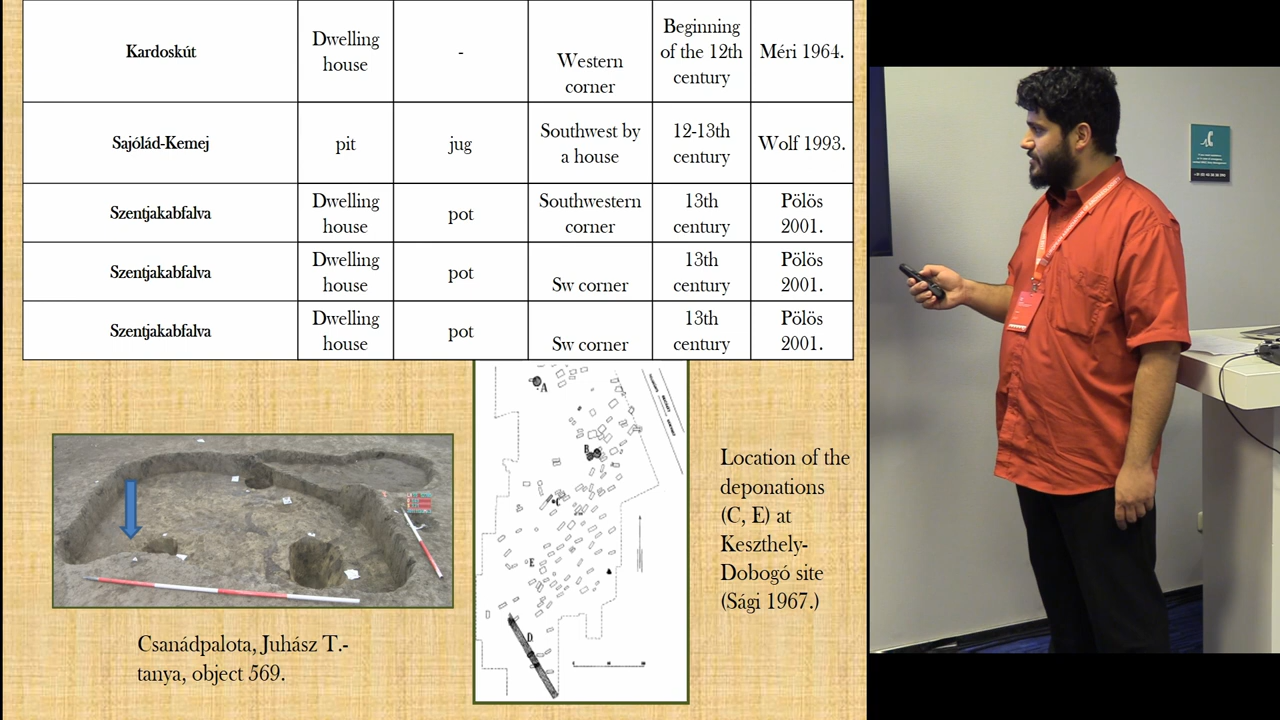 Kardoskút
Dwelling
house
-
Western
corner
Beginning
of the 12th
century
Méri 1964.
Sajólád-Kemej
pit
jug
Southwest by
a house
12-13th
century
Wolf 1993.
Szentjakabfalva
Dwelling
house
pot
Southwestern
corner
13th
century
Pölös
2001.
Szentjakabfalva
Dwelling
house
pot
Sw corner
13th
century
Pölös
2001.
Szentjakabfalva
Dwelling
house
pot
Sw corner
13th
century
Pölös
2001.
A
B
C
E
D
Location of the
deponations
(C, E) at
Keszthely-
Dobogó site
(Sági 1967.)
Csanádpalota, Juhász T.-
tanya, object 569.